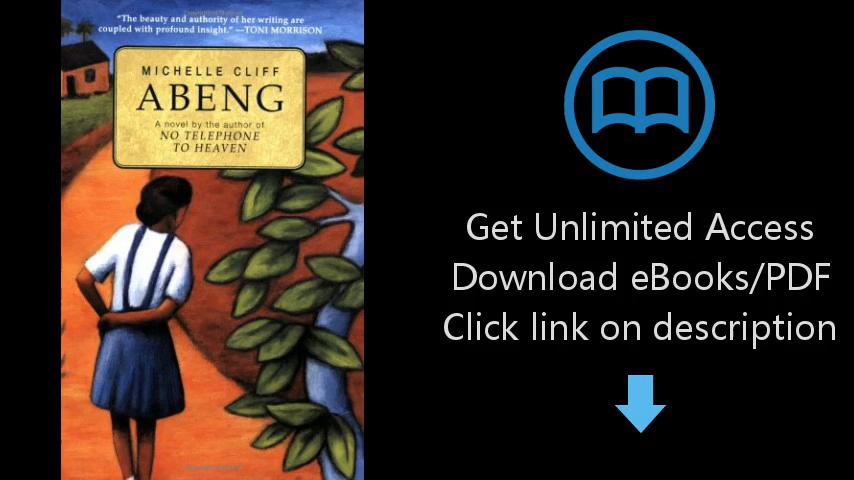 "The beauty and authority of her writing are
coupled with profound insight." —TONI MORRISON
MICHELLE CLIFF
ABENG
A novel by the author of
NO TELEPHONE
TO HEAVEN
Get Unlimited Access
Download eBooks/PDF
Click link on description